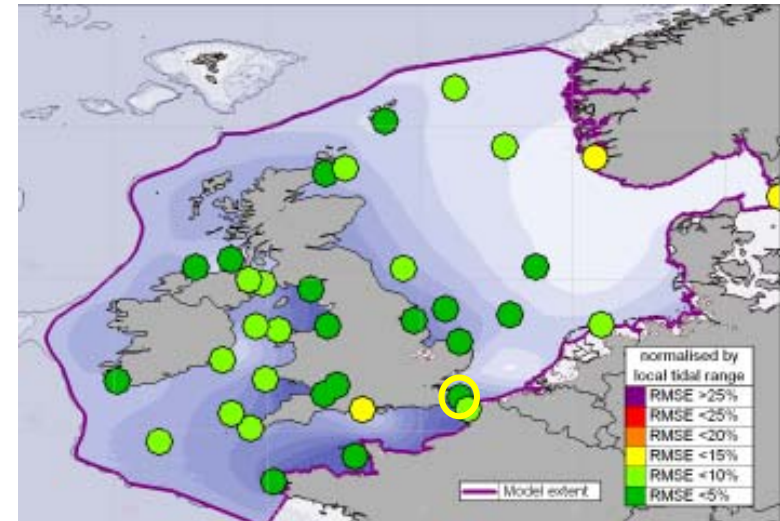 normalised by
local tidal range
RMSE >25%
RMSE <25%
RMSE <20%
RMSE <15%
RMSE <10%
RMSE <5%
Model extent